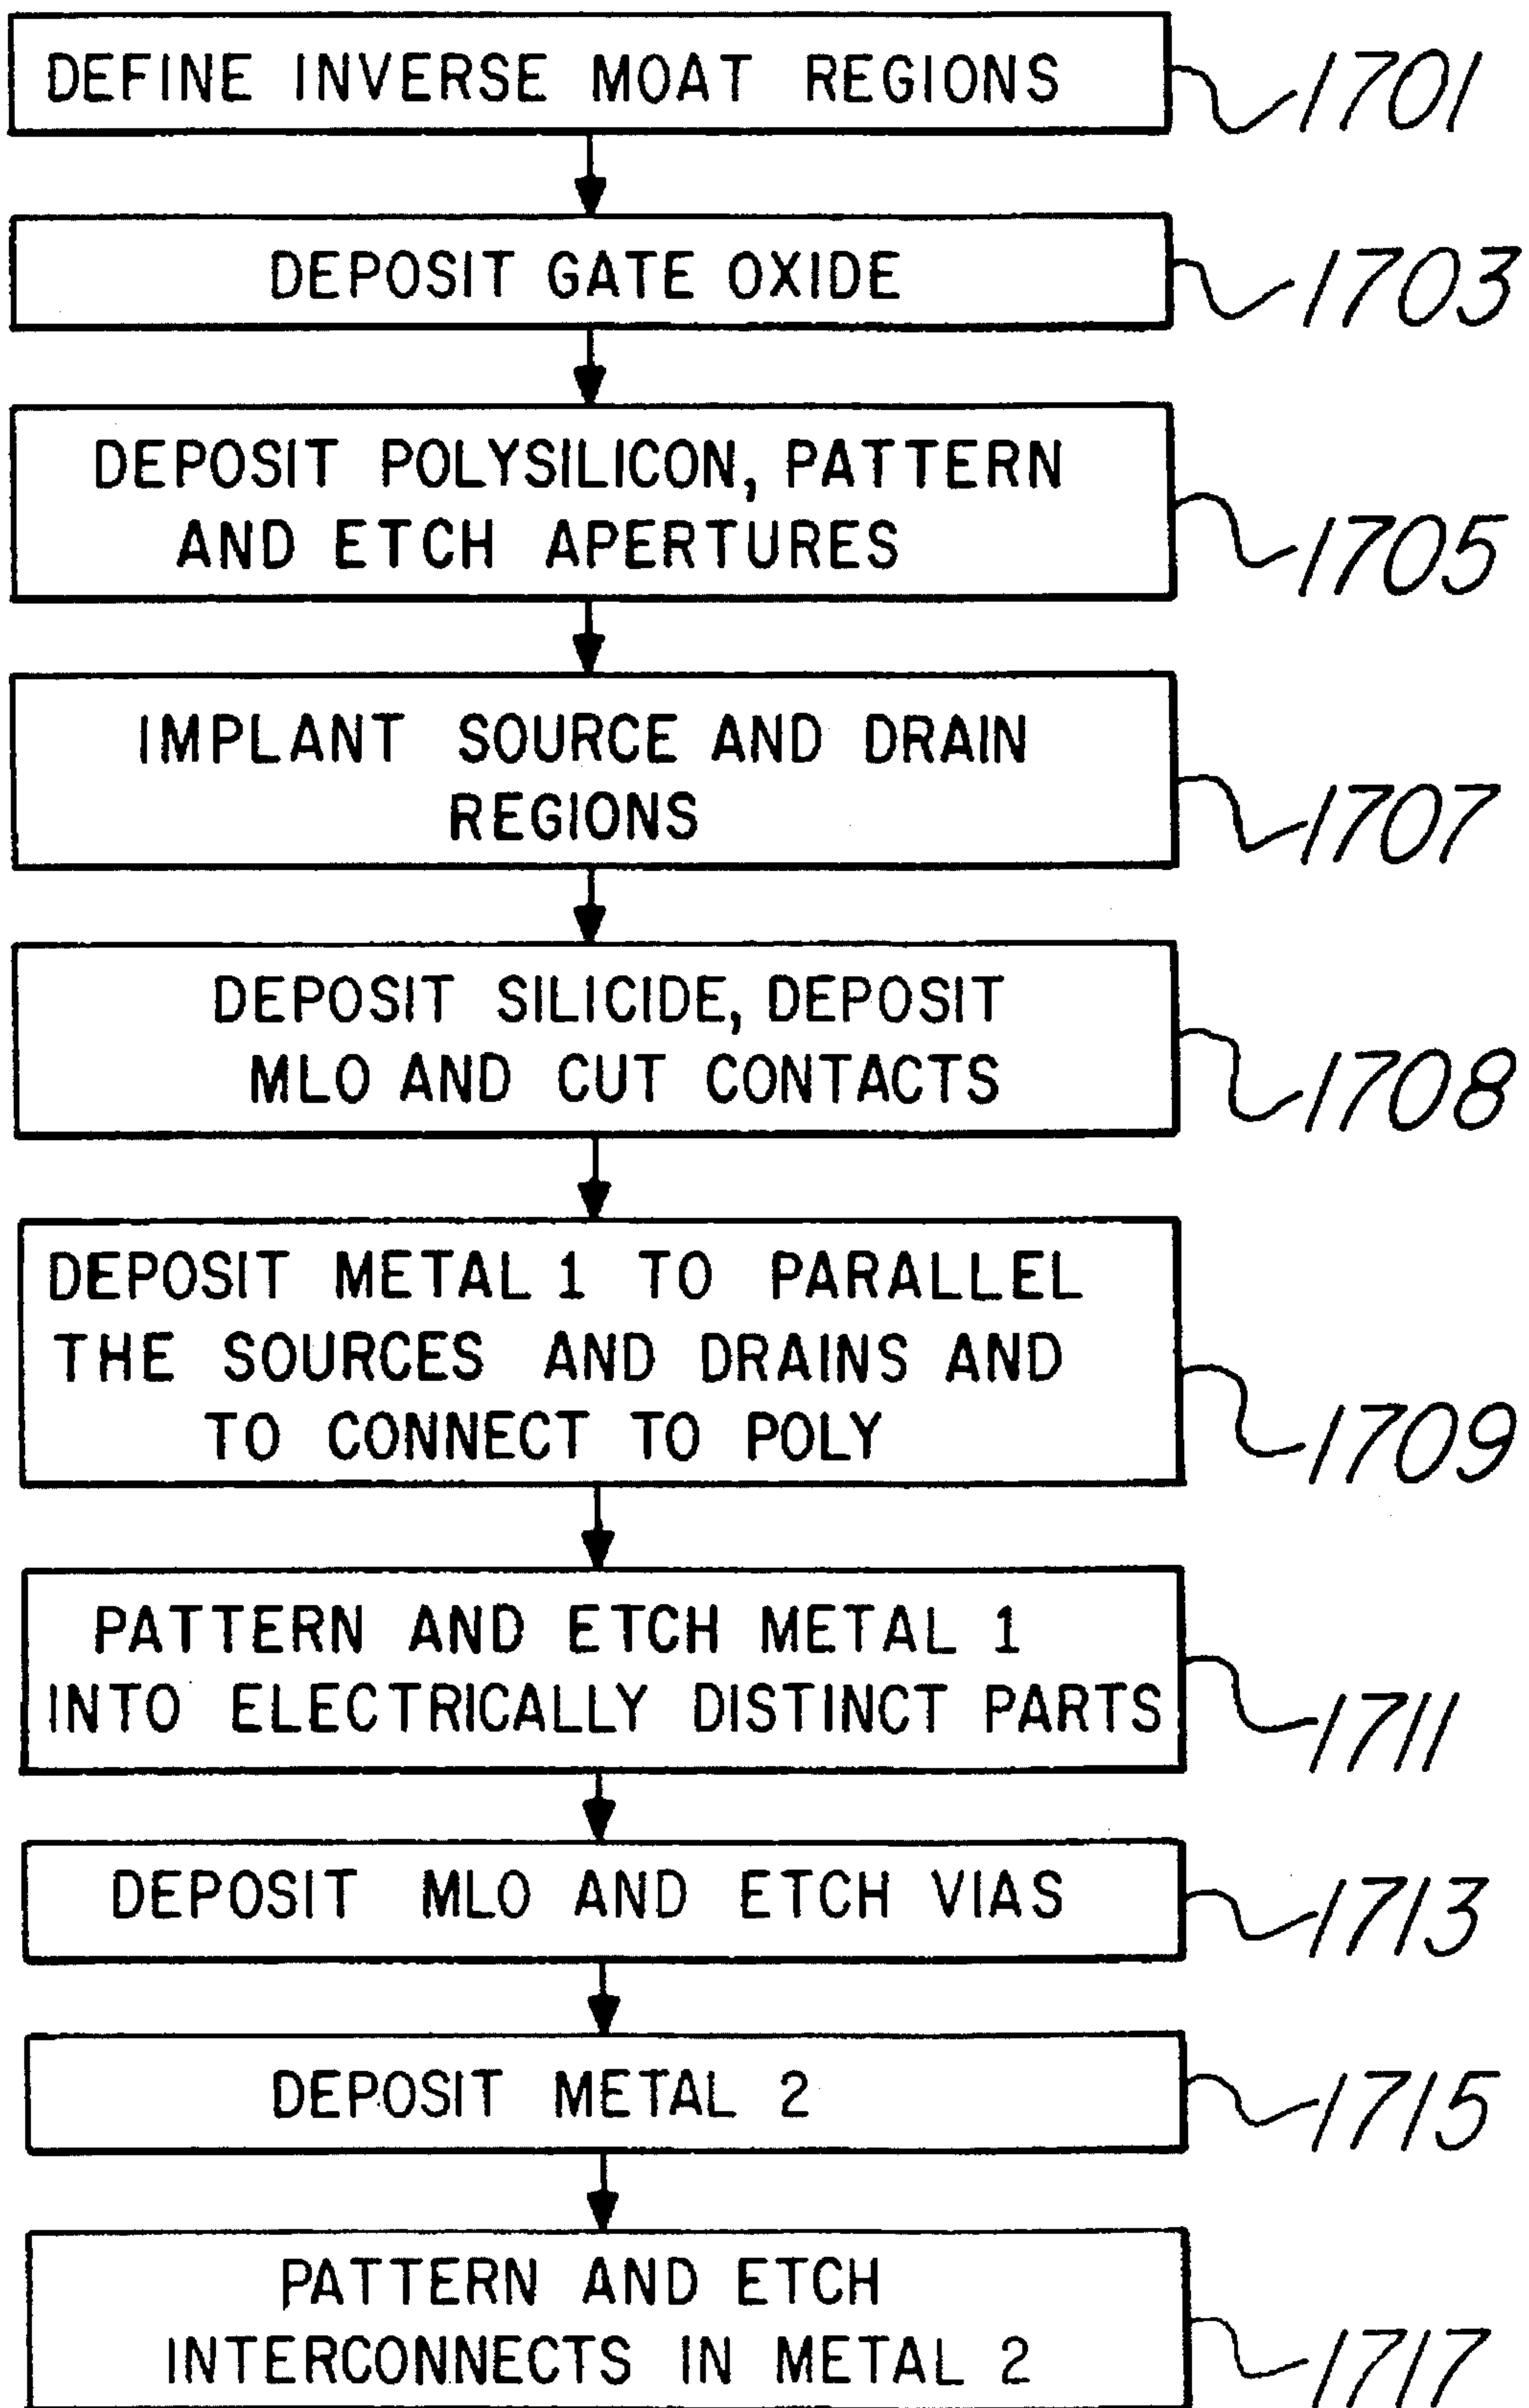 DEFINE INVERSE MOAT REGIONS
1701
DEPOSIT GATE OXIDE
1703
DEPOSIT POLYSILICON, PATTERN
AND ETCH APERTURES
1705
IMPLANT SOURCE AND DRAIN
REGIONS
1707
DEPOSIT SILICIDE, DEPOSIT
MLO AND CUT CONTACTS
1708
DEPOSIT METAL 1 TO PARALLEL
THE SOURCES AND DRAINS AND
TO CONNECT TO POLY
1709
PATTERN AND ETCH METAL 1
INTO ELECTRICALLY DISTINCT PARTS
1711
DEPOSIT MLO AND ETCH VIAS
1713
DEPOSIT METAL 2
1715
PATTERN AND ETCH
INTERCONNECTS IN METAL 2
1717